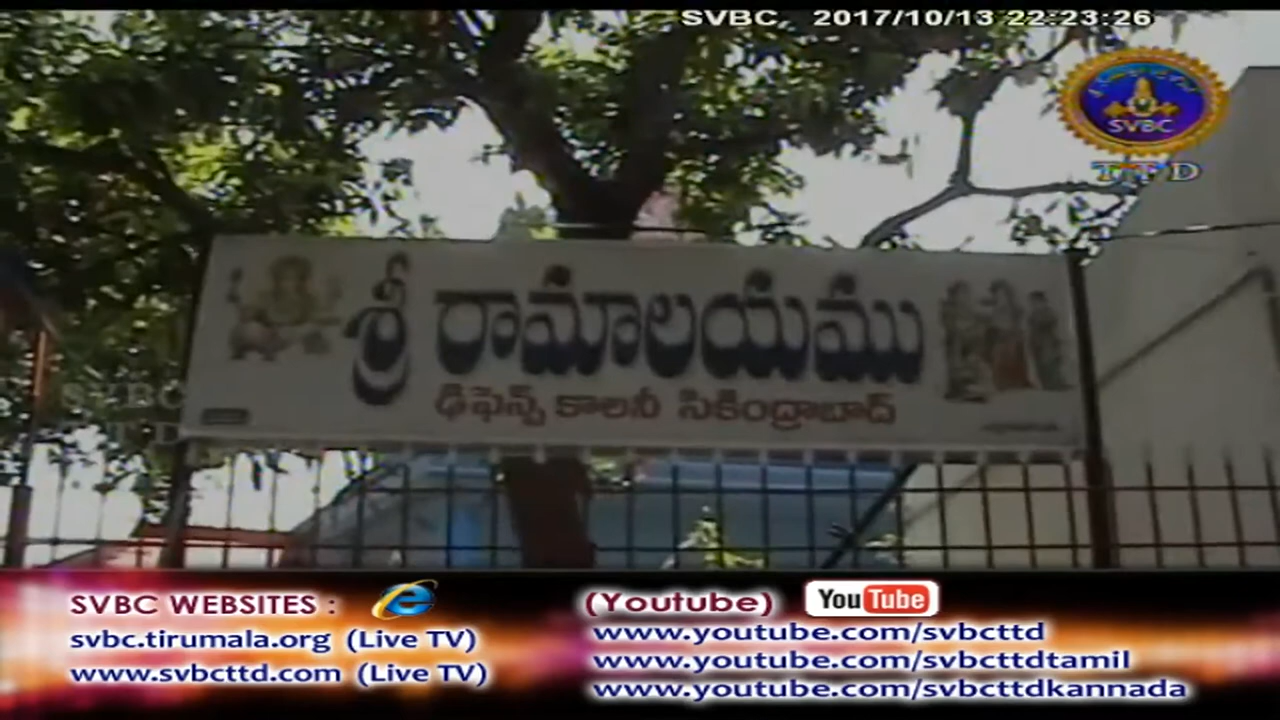 SVBC 2017/10/13 22:23:26
SVBC
TTD
శ్రీ రామాలయము
డిఫెన్స్ కాలనీ సికింద్రాబాద్
SVBC
SVBC WEBSITES :
svbc.tirumala.org (Live TV)
www.svbcttd.com (Live TV)
(Youtube) YouTube
www.youtube.com/svbcttd
www.youtube.com/svbcttdtamil
www.youtube.com/svbcttdkannada